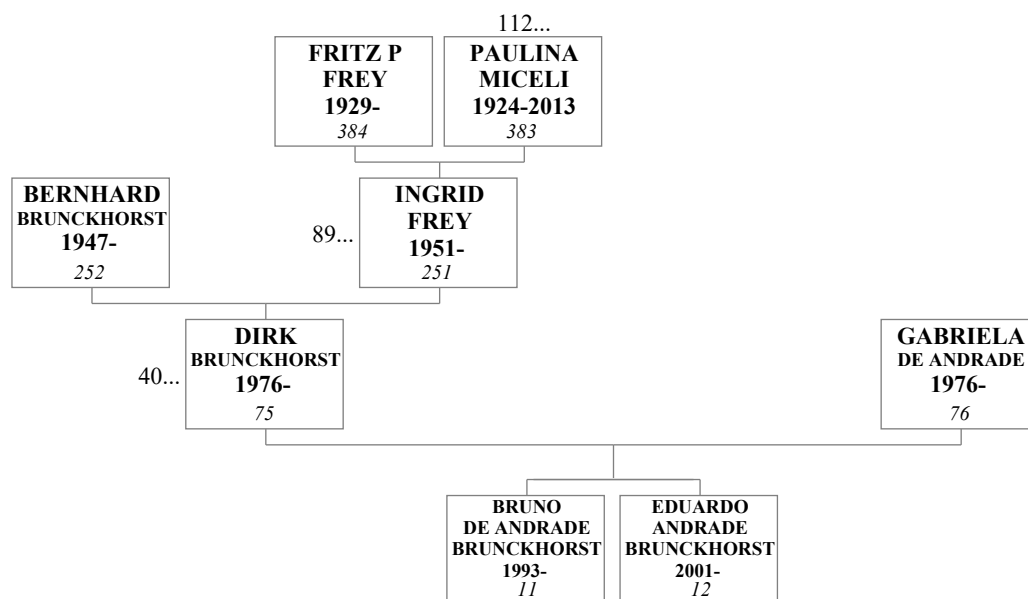 112...
FRITZ P
FREY
1929-
384
PAULINA
MICELI
1924-2013
383
BERNHARD
BRUNCKHORST
1947-
252
89...
INGRID
FREY
1951-
251
40...
DIRK
BRUNCKHORST
1976-
75
GABRIELA
DE ANDRADE
1976-
76
BRUNO
DE ANDRADE
BRUNCKHORST
1993-
11
EDUARDO
ANDRADE
BRUNCKHORST
2001-
12